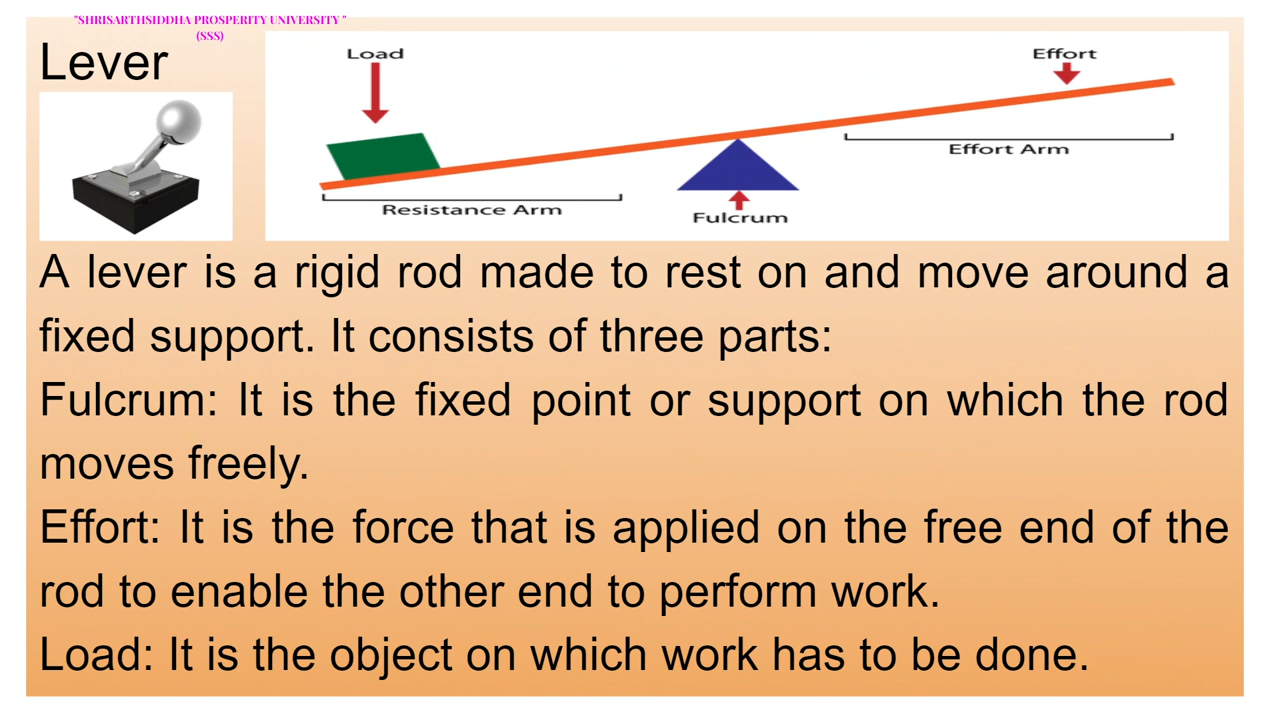 "SHRISARTHSIDDHA PROSPERITY UNIVERSITY "
(SSS)
Lever
Load
Effort
Effort Arm
Resistance Arm
Fulcrum
A lever is a rigid rod made to rest on and move around a
fixed support. It consists of three parts:
Fulcrum: It is the fixed point or support on which the rod
moves freely.
Effort: It is the force that is applied on the free end of the
rod to enable the other end to perform work.
Load: It is the object on which work has to be done.